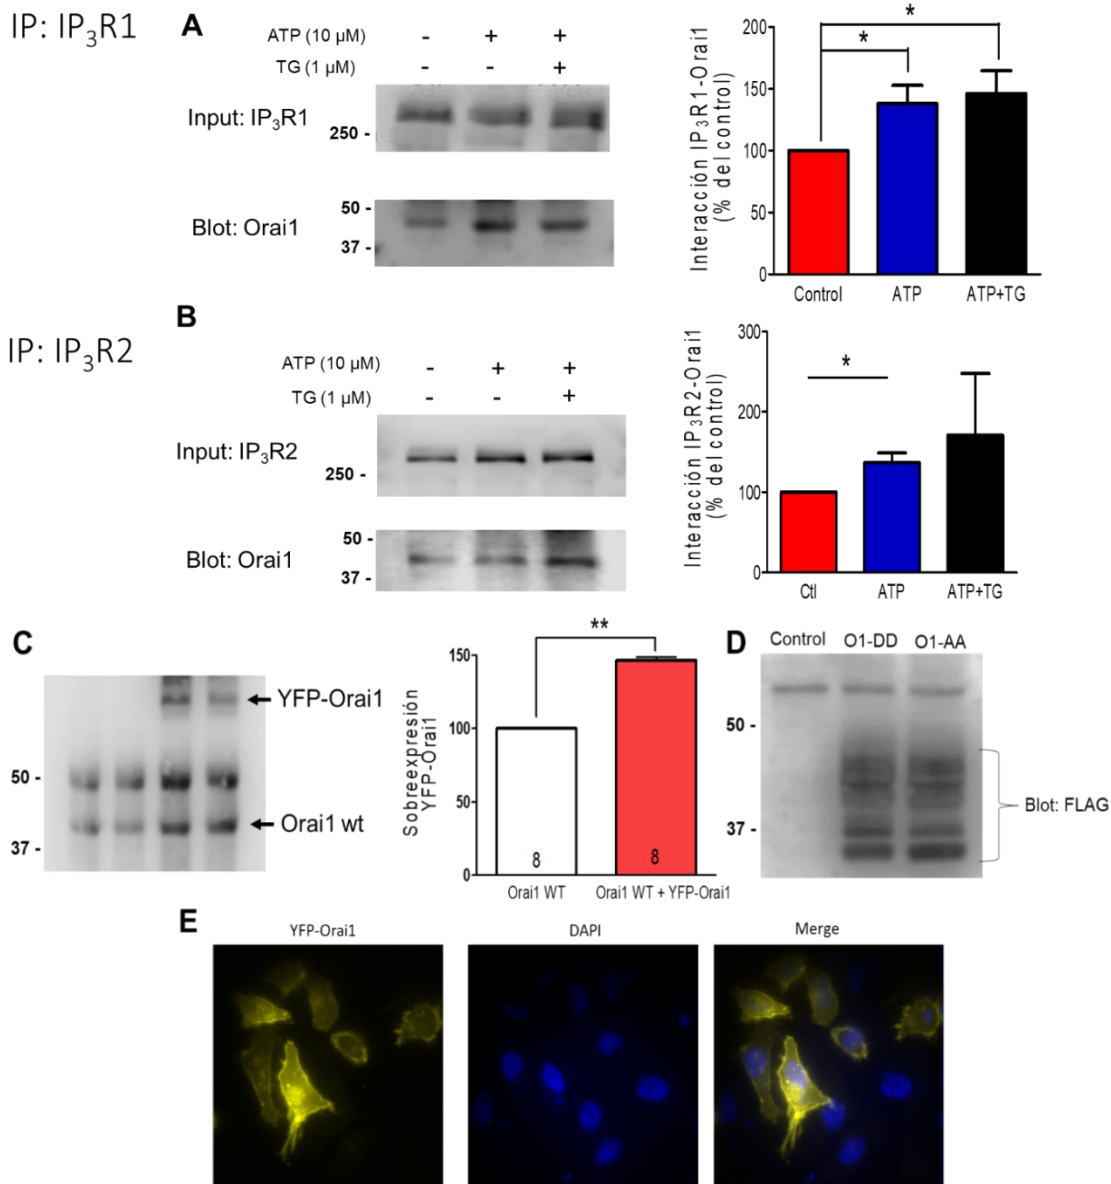 IP: IP₃R1
A
ATP (10 µM) - + +
TG (1 µM) - - +
Input: IP₃R1
250 -
Blot: Orai1
50 -
37 -
Interacción IP₃R1-Orai1
(% del control)
200
150
100
50
0
* *
Control ATP ATP+TG
IP: IP₃R2
B
ATP (10 µM) - + +
TG (1 µM) - - +
Input: IP₃R2
250 -
Blot: Orai1
50 -
37 -
Interacción IP₃R2-Orai1
(% del control)
300
200
100
0
*
Ctl ATP ATP+TG
C
YFP-Orai1
50 -
Orai1 wt
37 -
Sobreexpresión
YFP-Orai1
150
100
50
0
**
8 8
Orai1 WT Orai1 WT + YFP-Orai1
D
Control O1-DD O1-AA
50 -
37 -
Blot: FLAG
E
YFP-Orai1 DAPI Merge